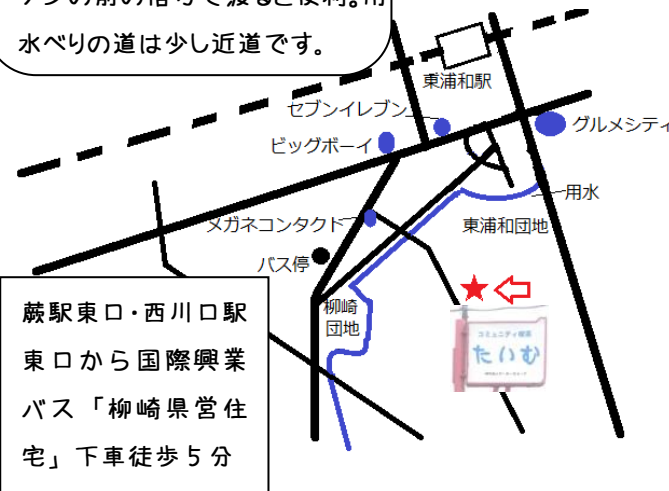 水べりの道は少し近道です。
東浦和駅
セブンイレブン
グルメシティ
ビッグボーイ
用水
メガネコンタクト
東浦和団地
バス停
柳崎
団地
蕨駅東口・西川口駅
東口から国際興業
バス「柳崎県営住
宅」下車徒歩5分
たいむ